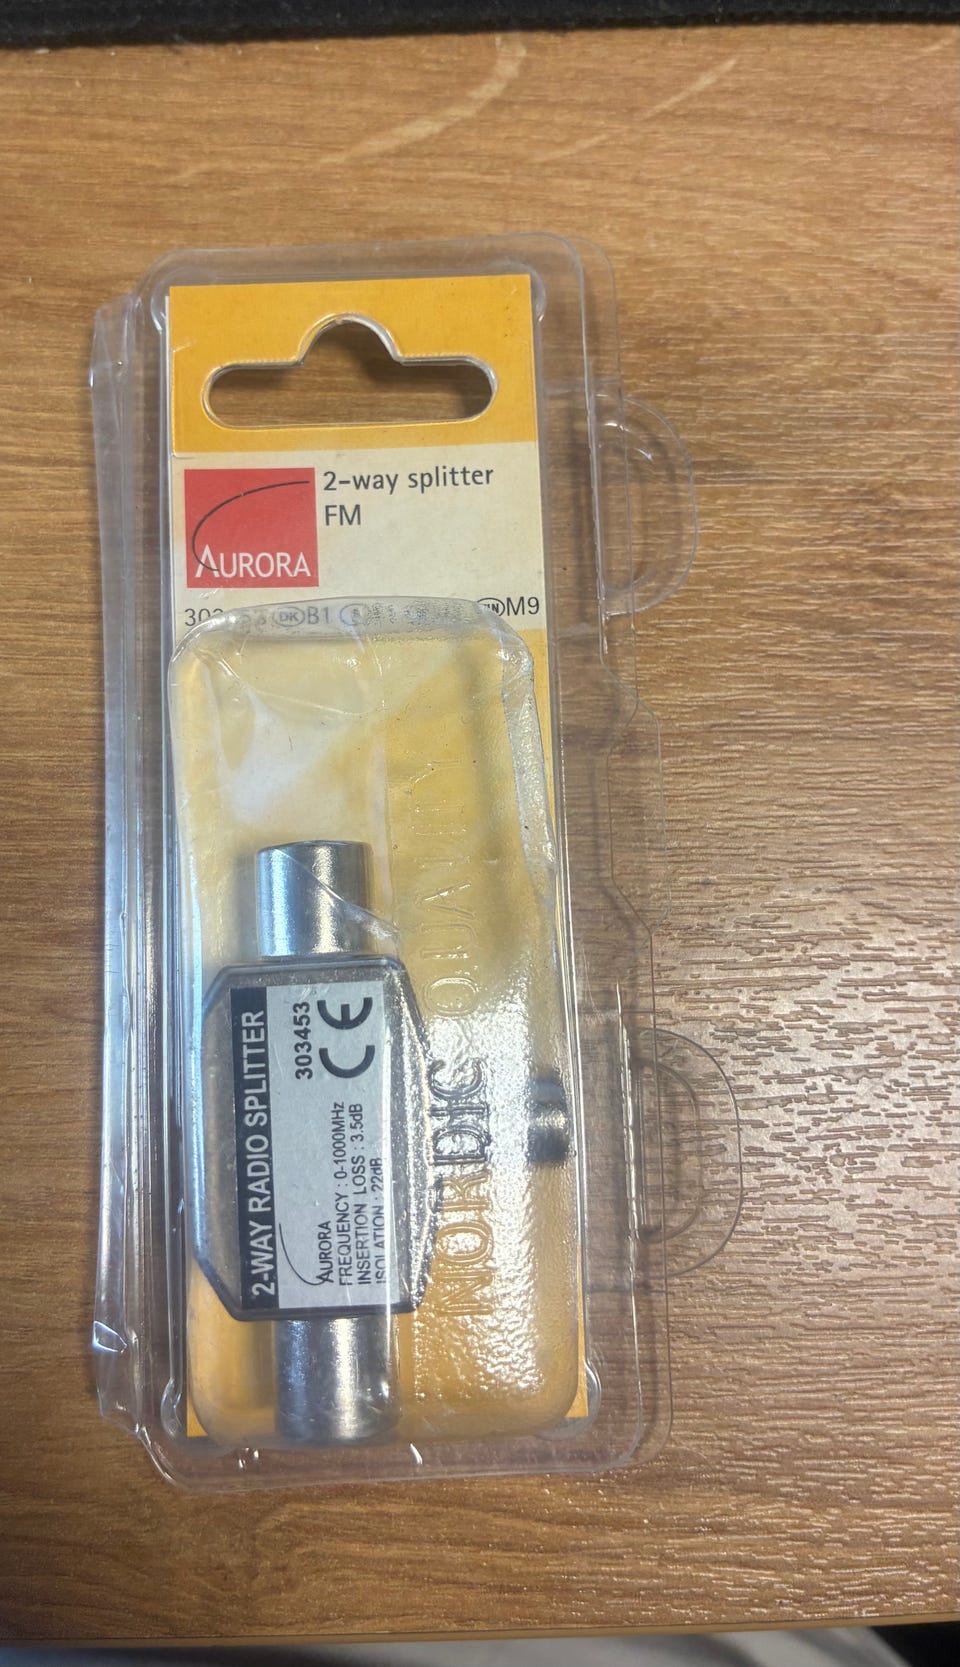 2-way splitter
FM
AURORA
DK B1 M9
NORDIC QUALITY
2-WAY RADIO SPLITTER
303453
CE
AURORA
FREQUENCY : 0-1000MHz
INSERTION LOSS : 3.5dB
ISOLATION : 22dB